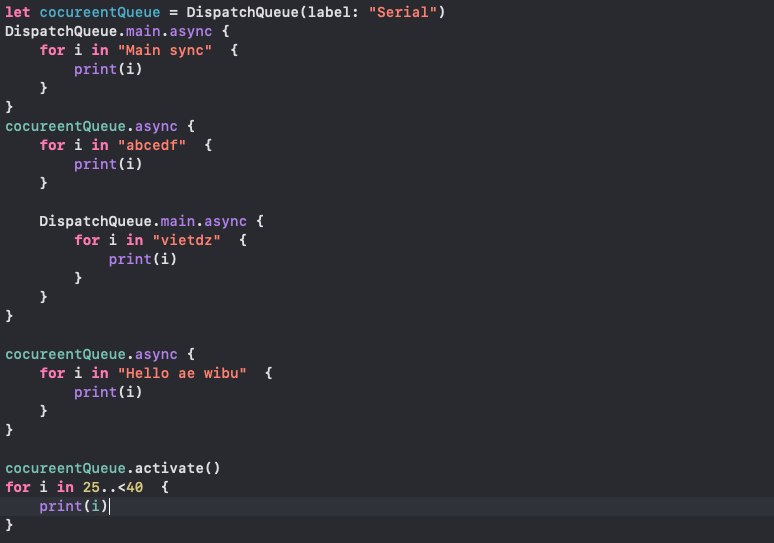 let cocureentQueue = DispatchQueue(label: "Serial")
DispatchQueue.main.async {
    for i in "Main sync"  {
        print(i)
    }
}
cocureentQueue.async {
    for i in "abcedf"  {
        print(i)
    }

    DispatchQueue.main.async {
        for i in "vietdz"  {
            print(i)
        }
    }
}

cocureentQueue.async {
    for i in "Hello ae wibu"  {
        print(i)
    }
}

cocureentQueue.activate()
for i in 25..<40  {
    print(i)
}